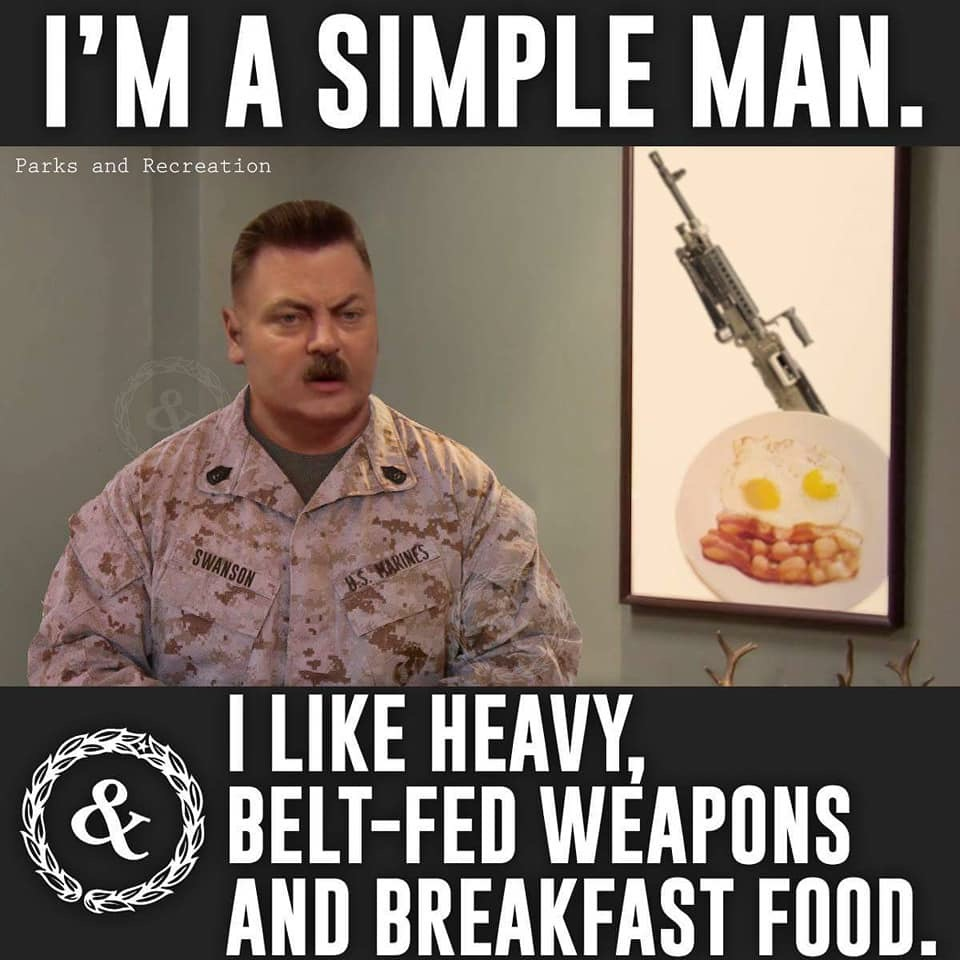 I'M A SIMPLE MAN.
Parks and Recreation
&
SWANSON
U.S. MARINES
&
I LIKE HEAVY,
BELT-FED WEAPONS
AND BREAKFAST FOOD.